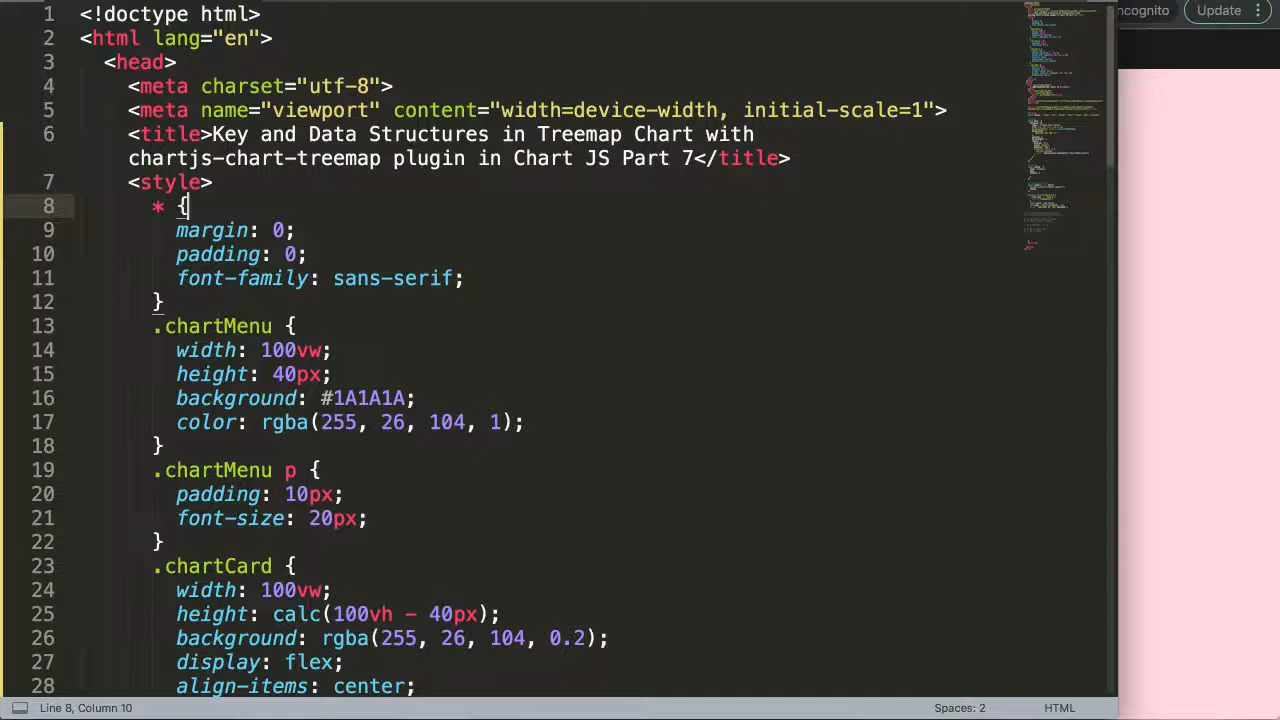 1 <!doctype html>
2 <html lang="en">
3 <head>
4 <meta charset="utf-8">
5 <meta name="viewport" content="width=device-width, initial-scale=1">
6 <title>Key and Data Structures in Treemap Chart with
chartjs-chart-treemap plugin in Chart JS Part 7</title>
7 <style>
8 * {
9 margin: 0;
10 padding: 0;
11 font-family: sans-serif;
12 }
13 .chartMenu {
14 width: 100vw;
15 height: 40px;
16 background: #1A1A1A;
17 color: rgba(255, 26, 104, 1);
18 }
19 .chartMenu p {
20 padding: 10px;
21 font-size: 20px;
22 }
23 .chartCard {
24 width: 100vw;
25 height: calc(100vh - 40px);
26 background: rgba(255, 26, 104, 0.2);
27 display: flex;
28 align-items: center;
Line 8, Column 10
Spaces: 2
HTML
cognito
Update